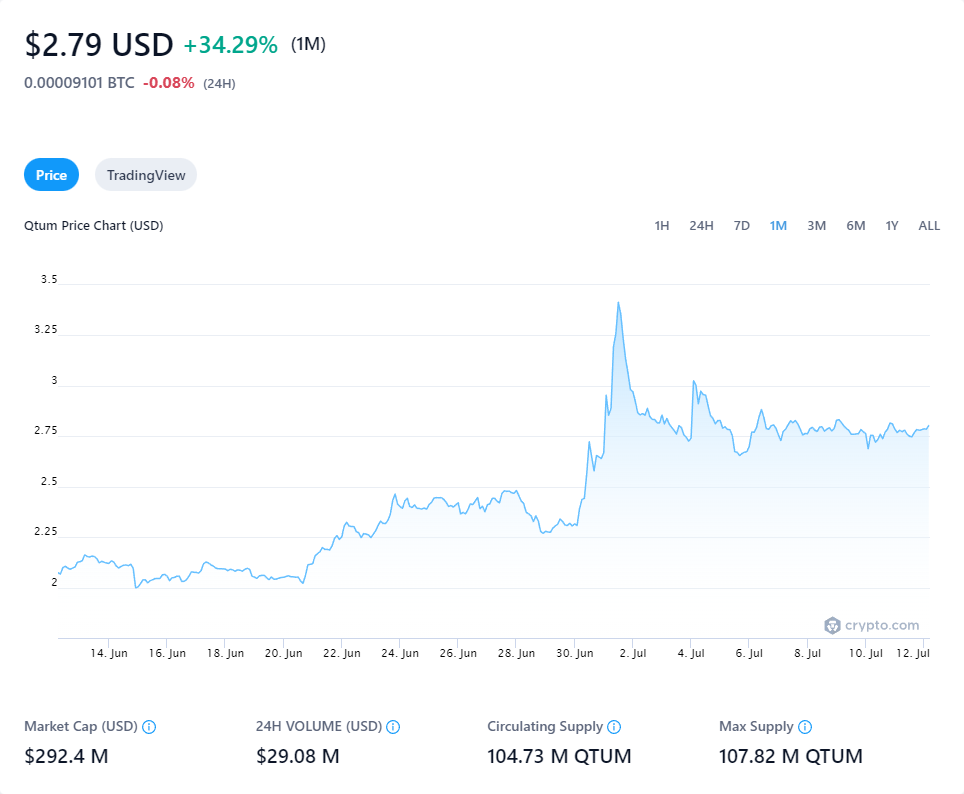 $2.79 USD +34.29% (1M)
0.00009101 BTC -0.08% (24H)
Price TradingView
Qtum Price Chart (USD) 1H 24H 7D 1M 3M 6M 1Y ALL
3.5
3.25
3
2.75
2.5
2.25
2
crypto.com
14. Jun 16. Jun 18. Jun 20. Jun 22. Jun 24. Jun 26. Jun 28. Jun 30. Jun 2. Jul 4. Jul 6. Jul 8. Jul 10. Jul 12. Jul
Market Cap (USD) 24H VOLUME (USD) Circulating Supply Max Supply
$292.4 M $29.08 M 104.73 M QTUM 107.82 M QTUM